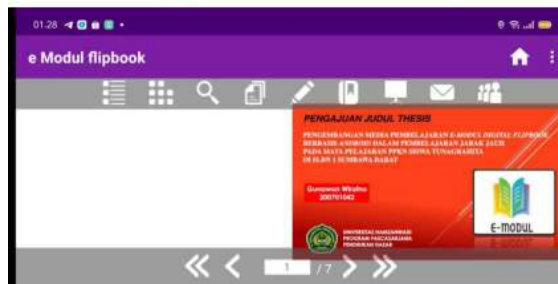 01.28
e Modul flipbook
PENGAJUAN JUDUL THESIS
PENGEMBANGAN MEDIA PEMBELAJARAN E-MODUL DIGITAL FLIPBOOK
BERBASIS ANDROID DALAM PEMBELAJARAN JARAK JAUH
PADA MATA PELAJARAN PPKN SISWA TUNAGRAHITA
DI SLBN 1 SUMBAWA BARAT
Gunawan Wiratno
200701042
E-MODUL
UNIVERSITAS HAMZANWADI
PROGRAM PASCASARJANA
PENDIDIKAN DASAR
1 / 7